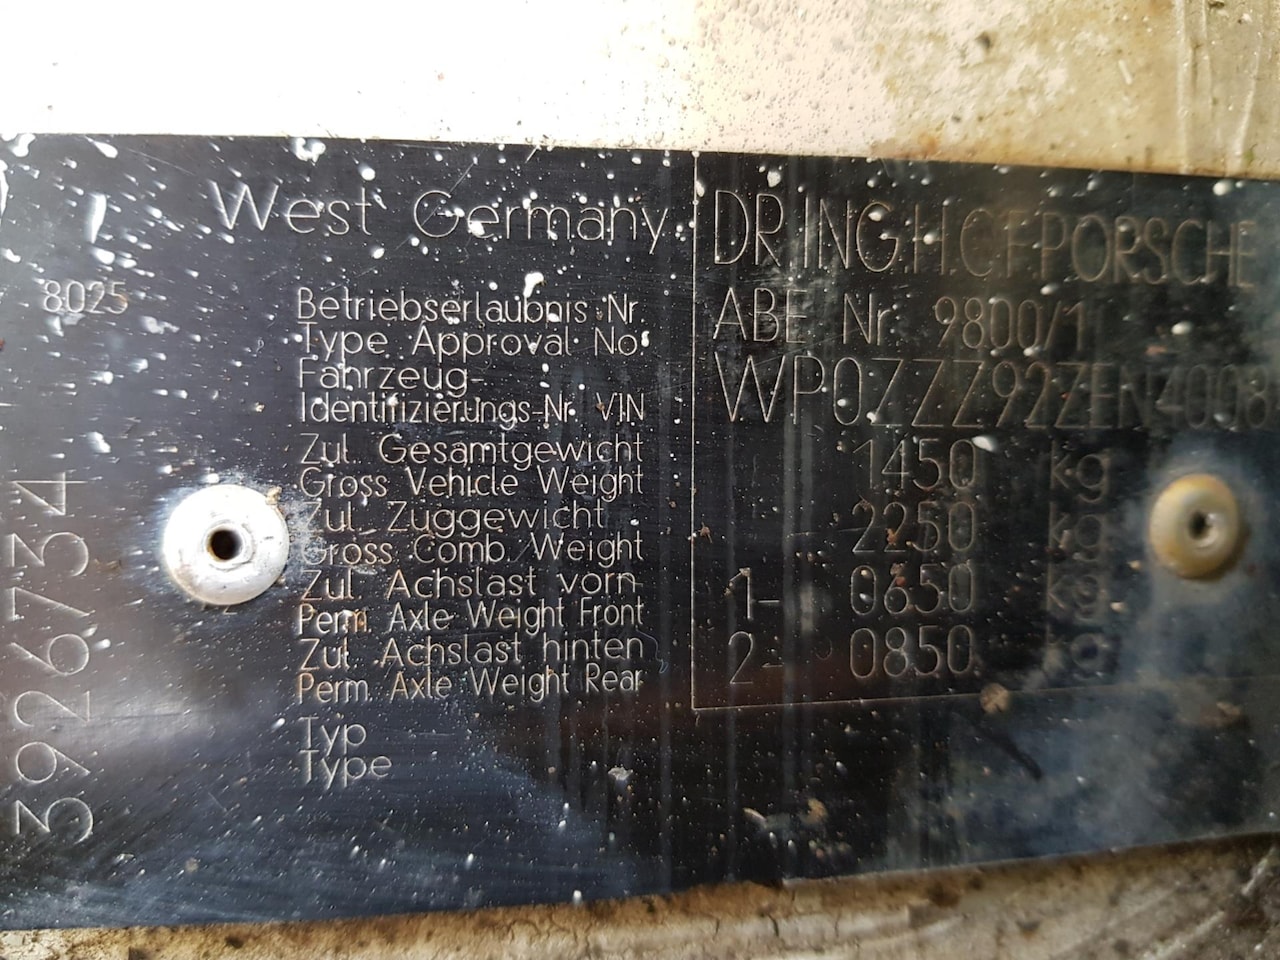 West Germany
DR.ING.H.C.F.PORSCHE
8025
Betriebserlaubnis Nr.
Type Approval No.
ABE Nr. 9800/1
Fahrzeug-
Identifizierungs-Nr. VIN
WP0ZZZ92ZEN4008
Zul. Gesamtgewicht
Gross Vehicle Weight
1450 kg
Zul. Zuggewicht
Gross Comb. Weight
2250 kg
Zul. Achslast vorn
Perm. Axle Weight Front
1- 0650 kg
Zul. Achslast hinten
Perm. Axle Weight Rear
2- 0850 kg
Typ
Type
3926734